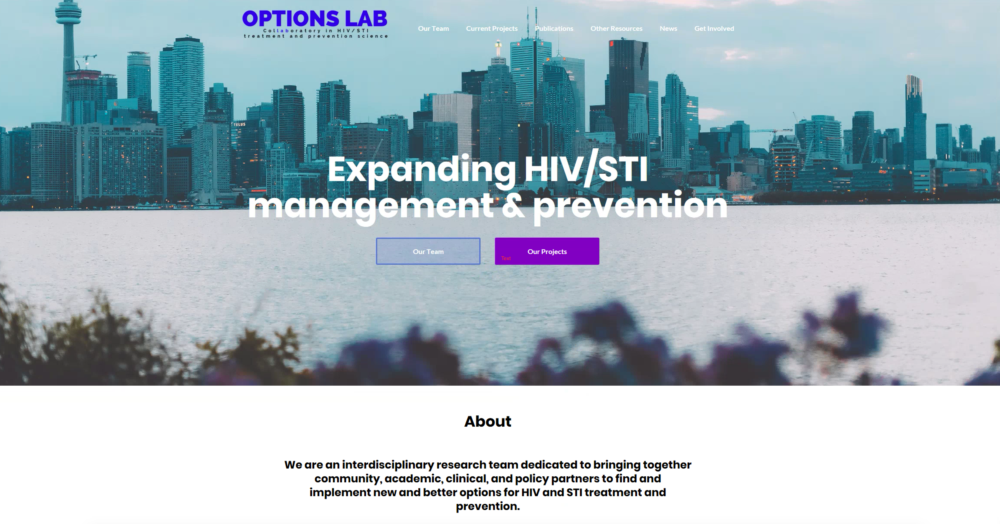 OPTIONS LAB
Collaboratory in HIV/STI
treatment and prevention science
Our Team
Current Projects
Publications
Other Resources
News
Get Involved
TELUS
Toronto Star
Expanding HIV/STI
management & prevention
Our Team
Our Projects
Text
About
We are an interdisciplinary research team dedicated to bringing together
community, academic, clinical, and policy partners to find and
implement new and better options for HIV and STI treatment and
prevention.